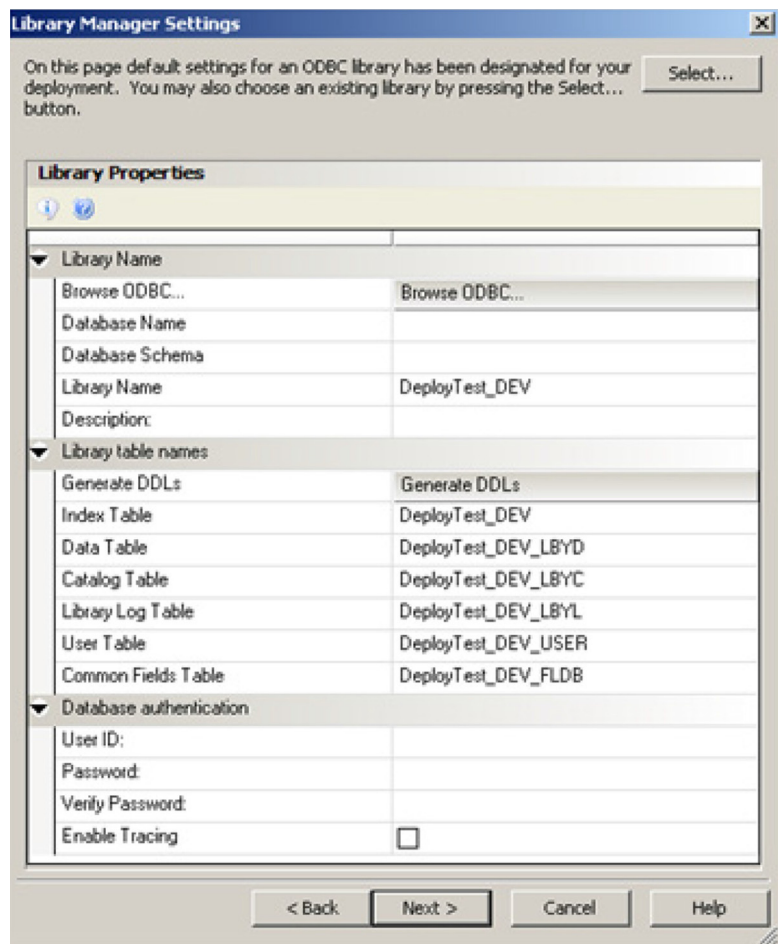 Library Manager Settings
On this page default settings for an ODBC library has been designated for your
deployment. You may also choose an existing library by pressing the Select...
button.
Select...
Library Properties
Library Name
Browse ODBC... Browse ODBC...
Database Name
Database Schema
Library Name DeployTest_DEV
Description:
Library table names
Generate DDLs Generate DDLs
Index Table DeployTest_DEV
Data Table DeployTest_DEV_LBYD
Catalog Table DeployTest_DEV_LBYC
Library Log Table DeployTest_DEV_LBYL
User Table DeployTest_DEV_USER
Common Fields Table DeployTest_DEV_FLDB
Database authentication
User ID:
Password:
Verify Password:
Enable Tracing
< Back Next > Cancel Help